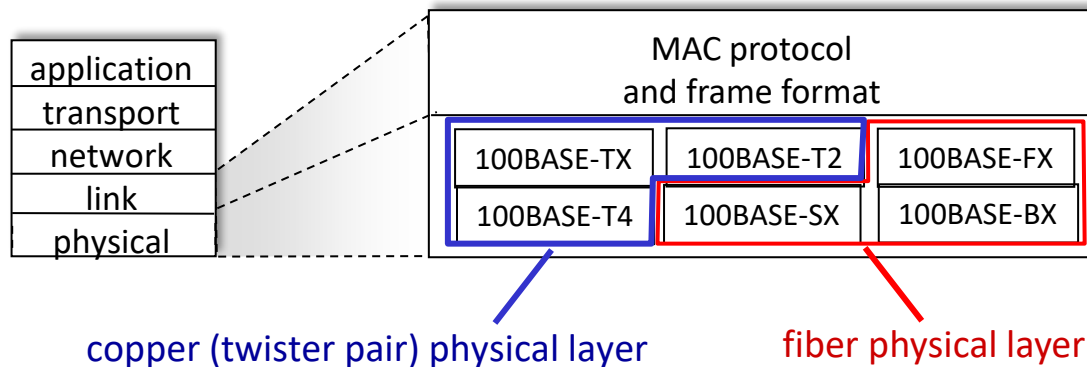 application
transport
network
link
physical
MAC protocol
and frame format
100BASE-TX
100BASE-T2
100BASE-FX
100BASE-T4
100BASE-SX
100BASE-BX
copper (twister pair) physical layer
fiber physical layer